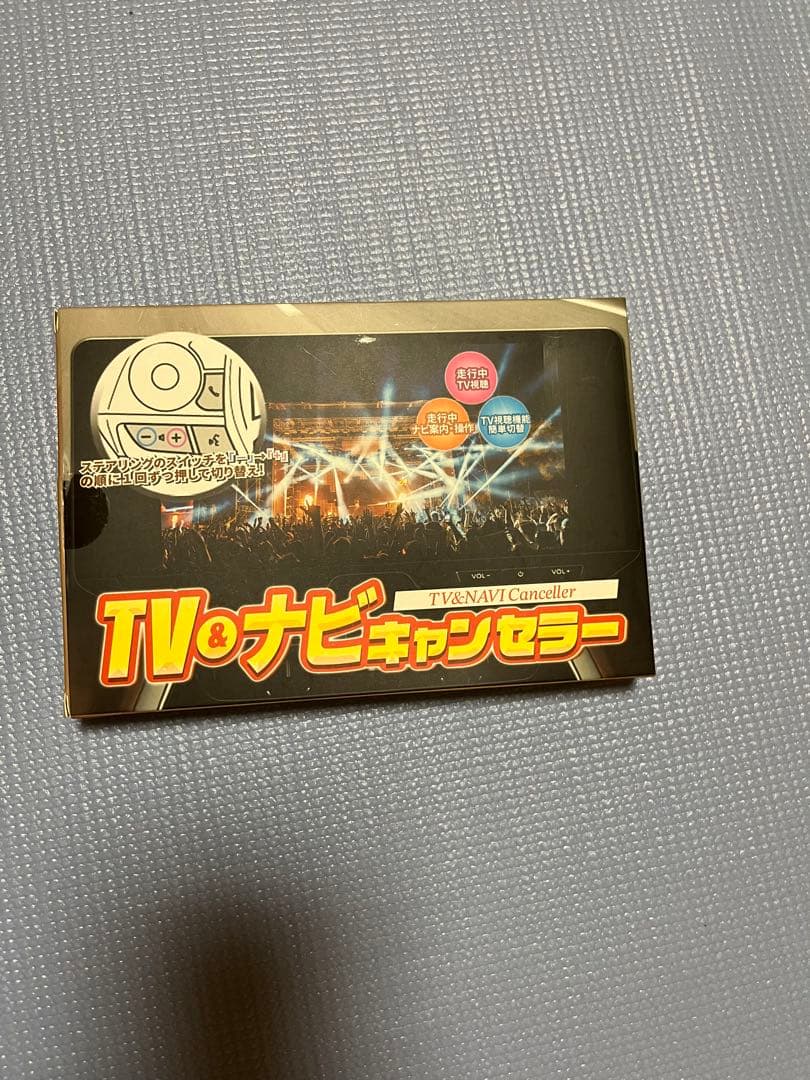 走行中
TV視聴
走行中
ナビ案内・操作
TV視聴機能
簡単切替
ステアリングのスイッチを『－』→『+』
の順に1回ずつ押して切り替え!
VOL-
VOL+
TV&NAVI Canceller
TV&ナビキャンセラー